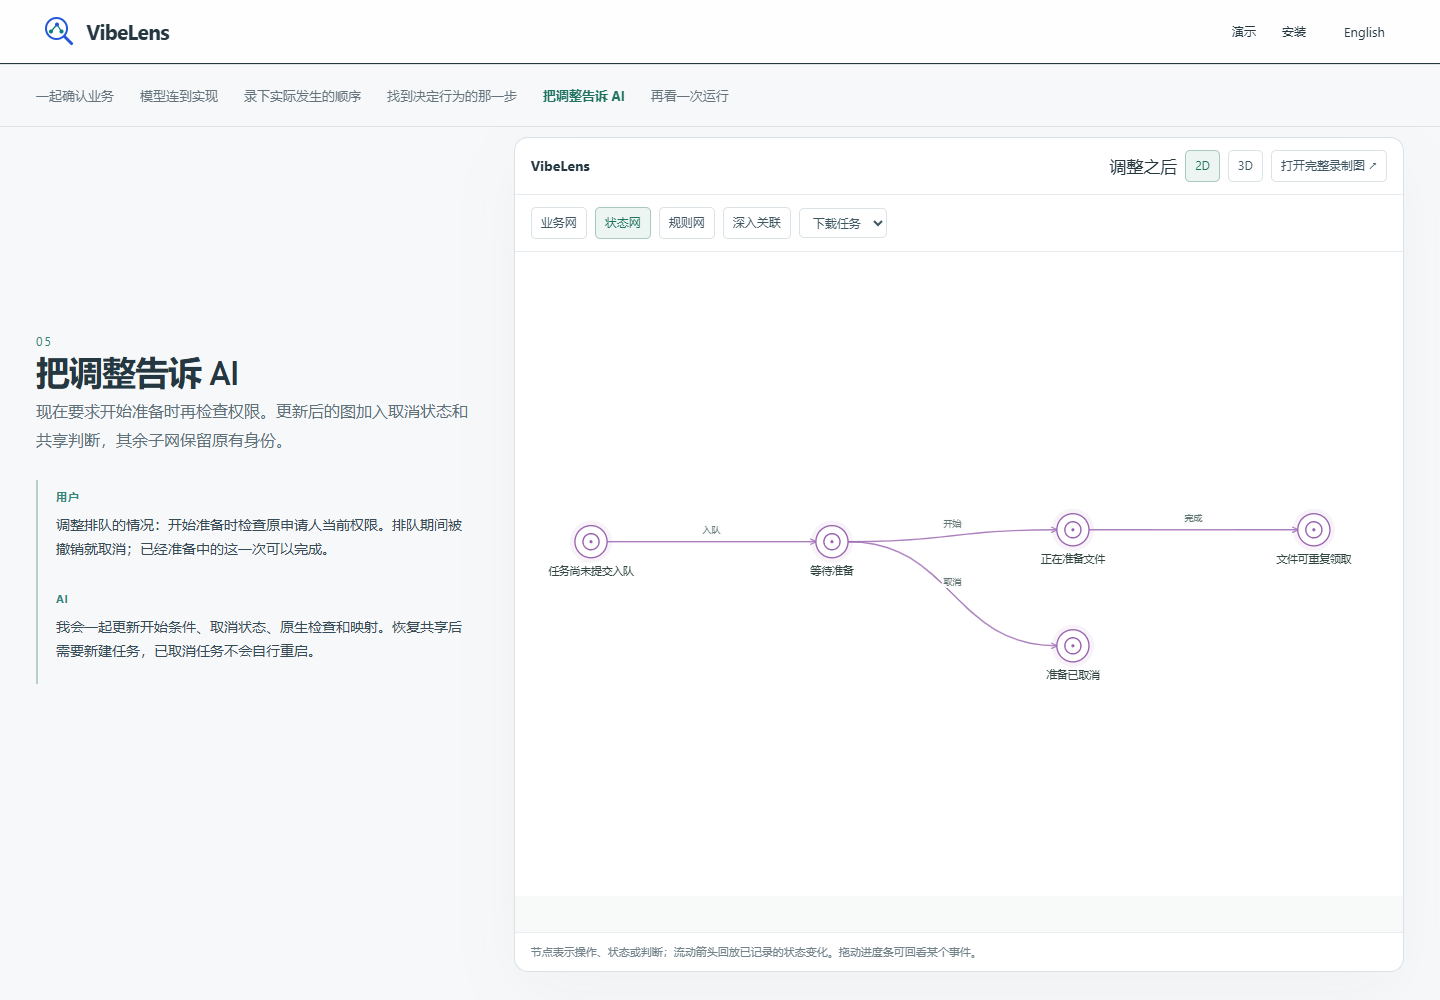 VibeLens
演示
安装
English
一起确认业务
模型连到实现
录下实际发生的顺序
找到决定行为的那一步
把调整告诉 AI
再看一次运行
05
把调整告诉 AI
现在要求开始准备时再检查权限。更新后的图加入取消状态和
共享判断，其余子网保留原有身份。
用户
调整排队的情况：开始准备时检查原申请人当前权限。排队期间被
撤销就取消；已经准备中的这一次可以完成。
AI
我会一起更新开始条件、取消状态、原生检查和映射。恢复共享后
需要新建任务，已取消任务不会自行重启。
VibeLens
调整之后
2D
3D
打开完整录制图 ↗
业务网
状态网
规则网
深入关联
下载任务
入队
开始
完成
取消
任务尚未提交入队
等待准备
正在准备文件
文件可重复领取
准备已取消
节点表示操作、状态或判断；流动箭头回放已记录的状态变化。拖动进度条可回看某个事件。